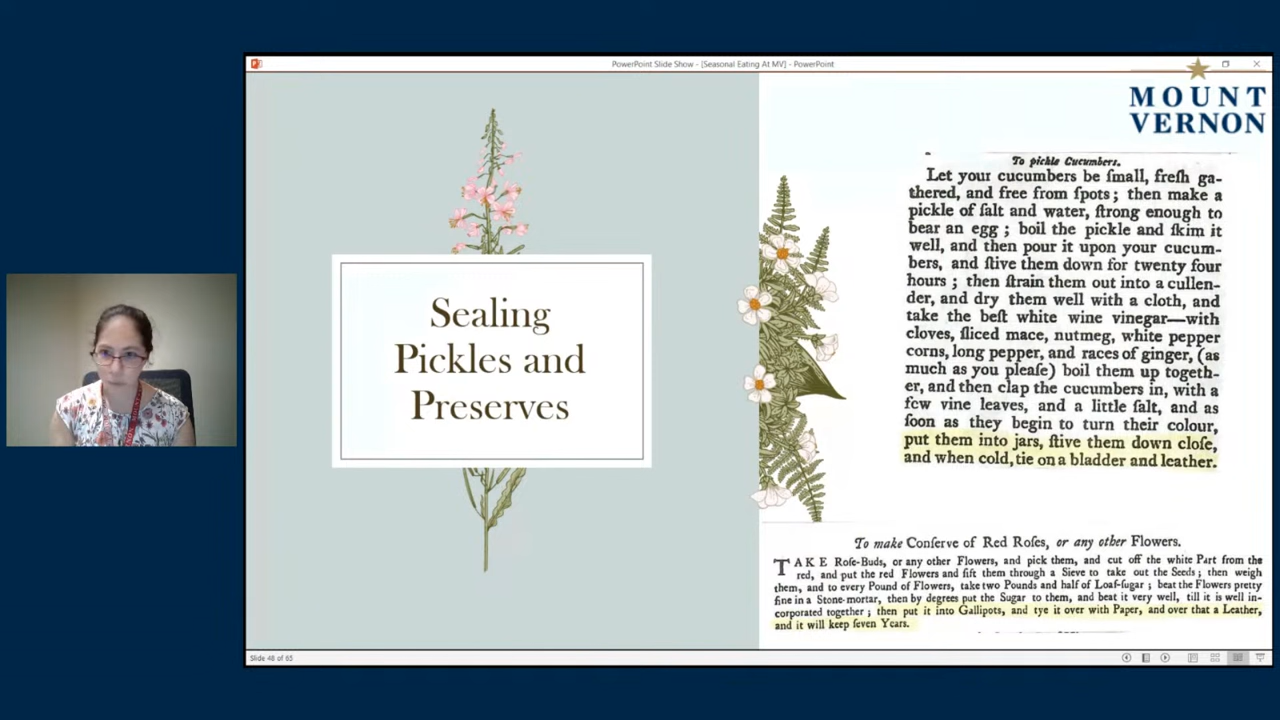 PowerPoint Slide Show - [Seasonal Eating At MV] - PowerPoint
MOUNT
VERNON
Sealing
Pickles and
Preserves
To pickle Cucumbers.
Let your cucumbers be ſmall, freſh ga-
thered, and free from ſpots; then make a
pickle of ſalt and water, ſtrong enough to
bear an egg; boil the pickle and ſkim it
well, and then pour it upon your cucum-
bers, and ſtive them down for twenty four
hours; then ſtrain them out into a cullen-
der, and dry them well with a cloth, and
take the beſt white wine vinegar—with
cloves, ſliced mace, nutmeg, white pepper
corns, long pepper, and races of ginger, (as
much as you pleaſe) boil them up togeth-
er, and then clap the cucumbers in, with a
few vine leaves, and a little ſalt, and as
ſoon as they begin to turn their colour,
put them into jars, ſtive them down cloſe,
and when cold, tie on a bladder and leather.
To make Conſerve of Red Roſes, or any other Flowers.
TAKE Roſe-Buds, or any other Flowers, and pick them, and cut off the white Part from the
red, and put the red Flowers and ſift them through a Sieve to take out the Seeds; then weigh
them, and to every Pound of Flowers, take two Pounds and half of Loaf-ſugar; beat the Flowers pretty
fine in a Stone-mortar, then by degrees put the Sugar to them, and beat it very well, till it is well in-
corporated together; then put it into Gallipots, and tye it over with Paper, and over that a Leather,
and it will keep ſeven Years.
Slide 48 of 65